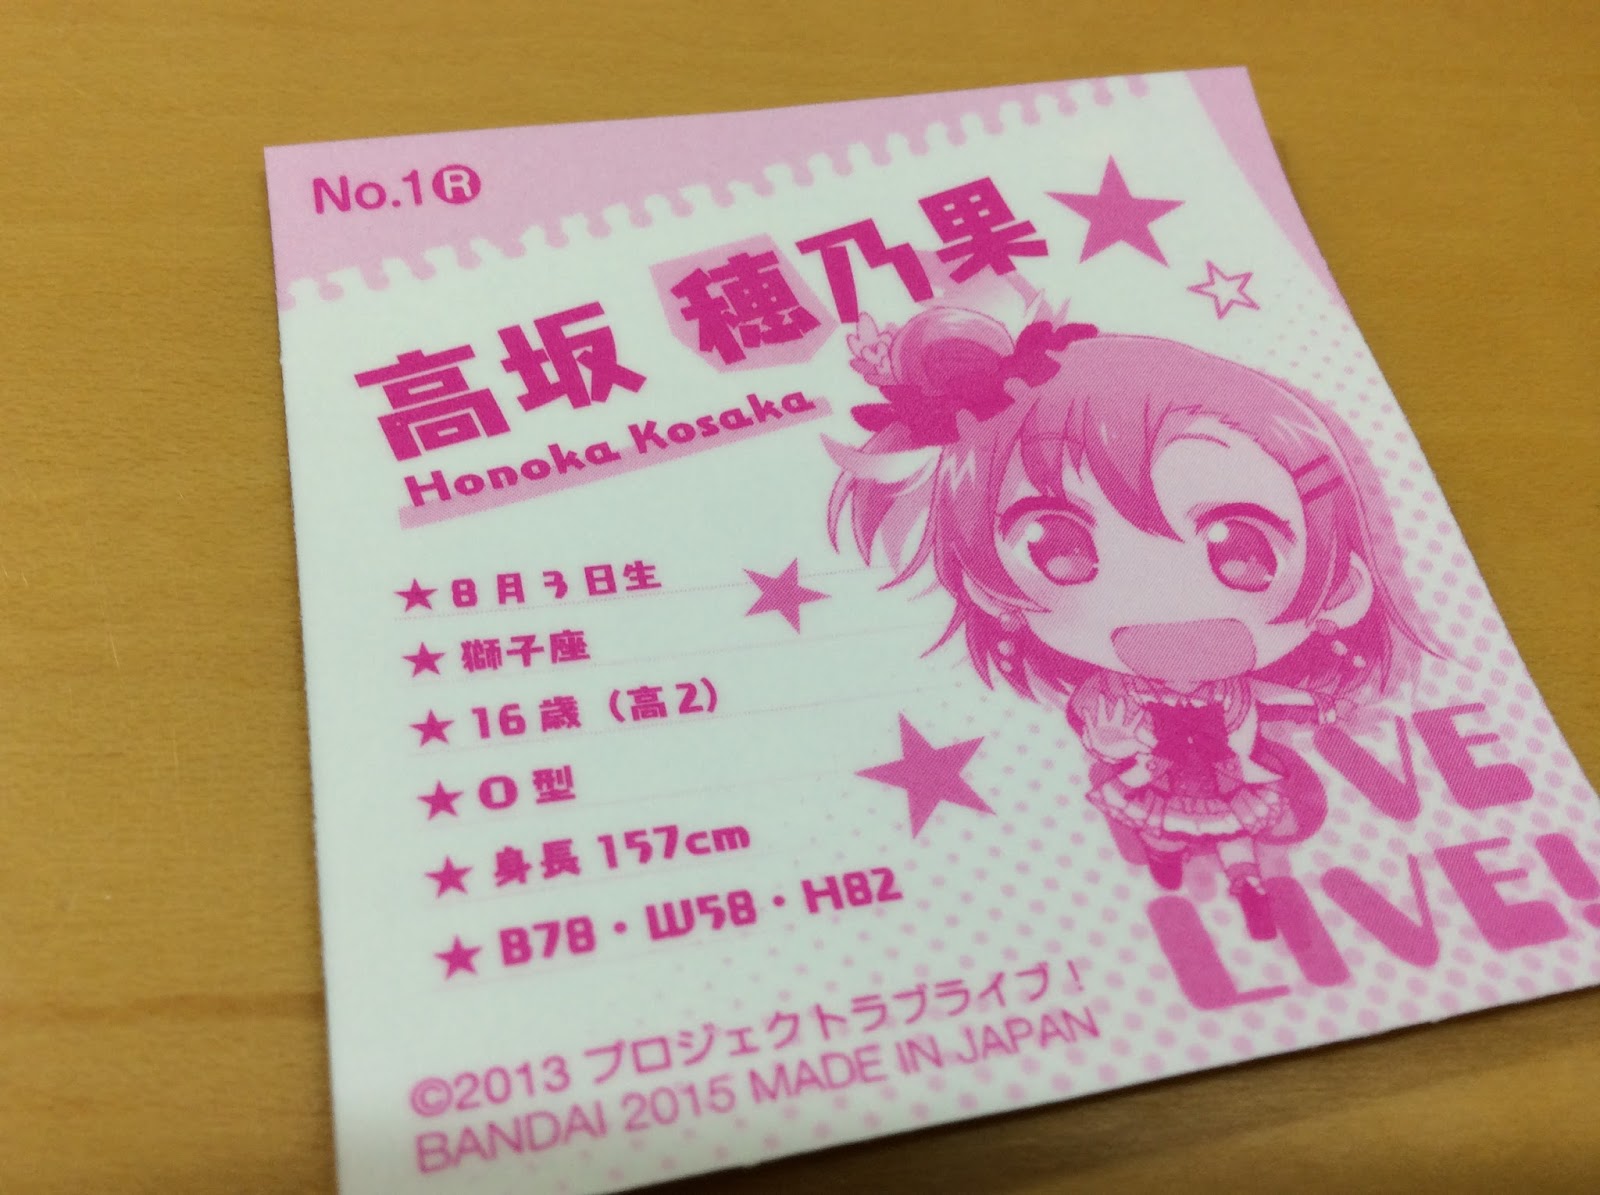 No.1Ⓡ
高坂 穂乃果
Honoka Kosaka
★8月3日生
★獅子座
★16歳（高2）
★O型
★身長157cm
★B78・W58・H82
LOVE
LIVE!
©2013 プロジェクトラブライブ！
BANDAI 2015 MADE IN JAPAN